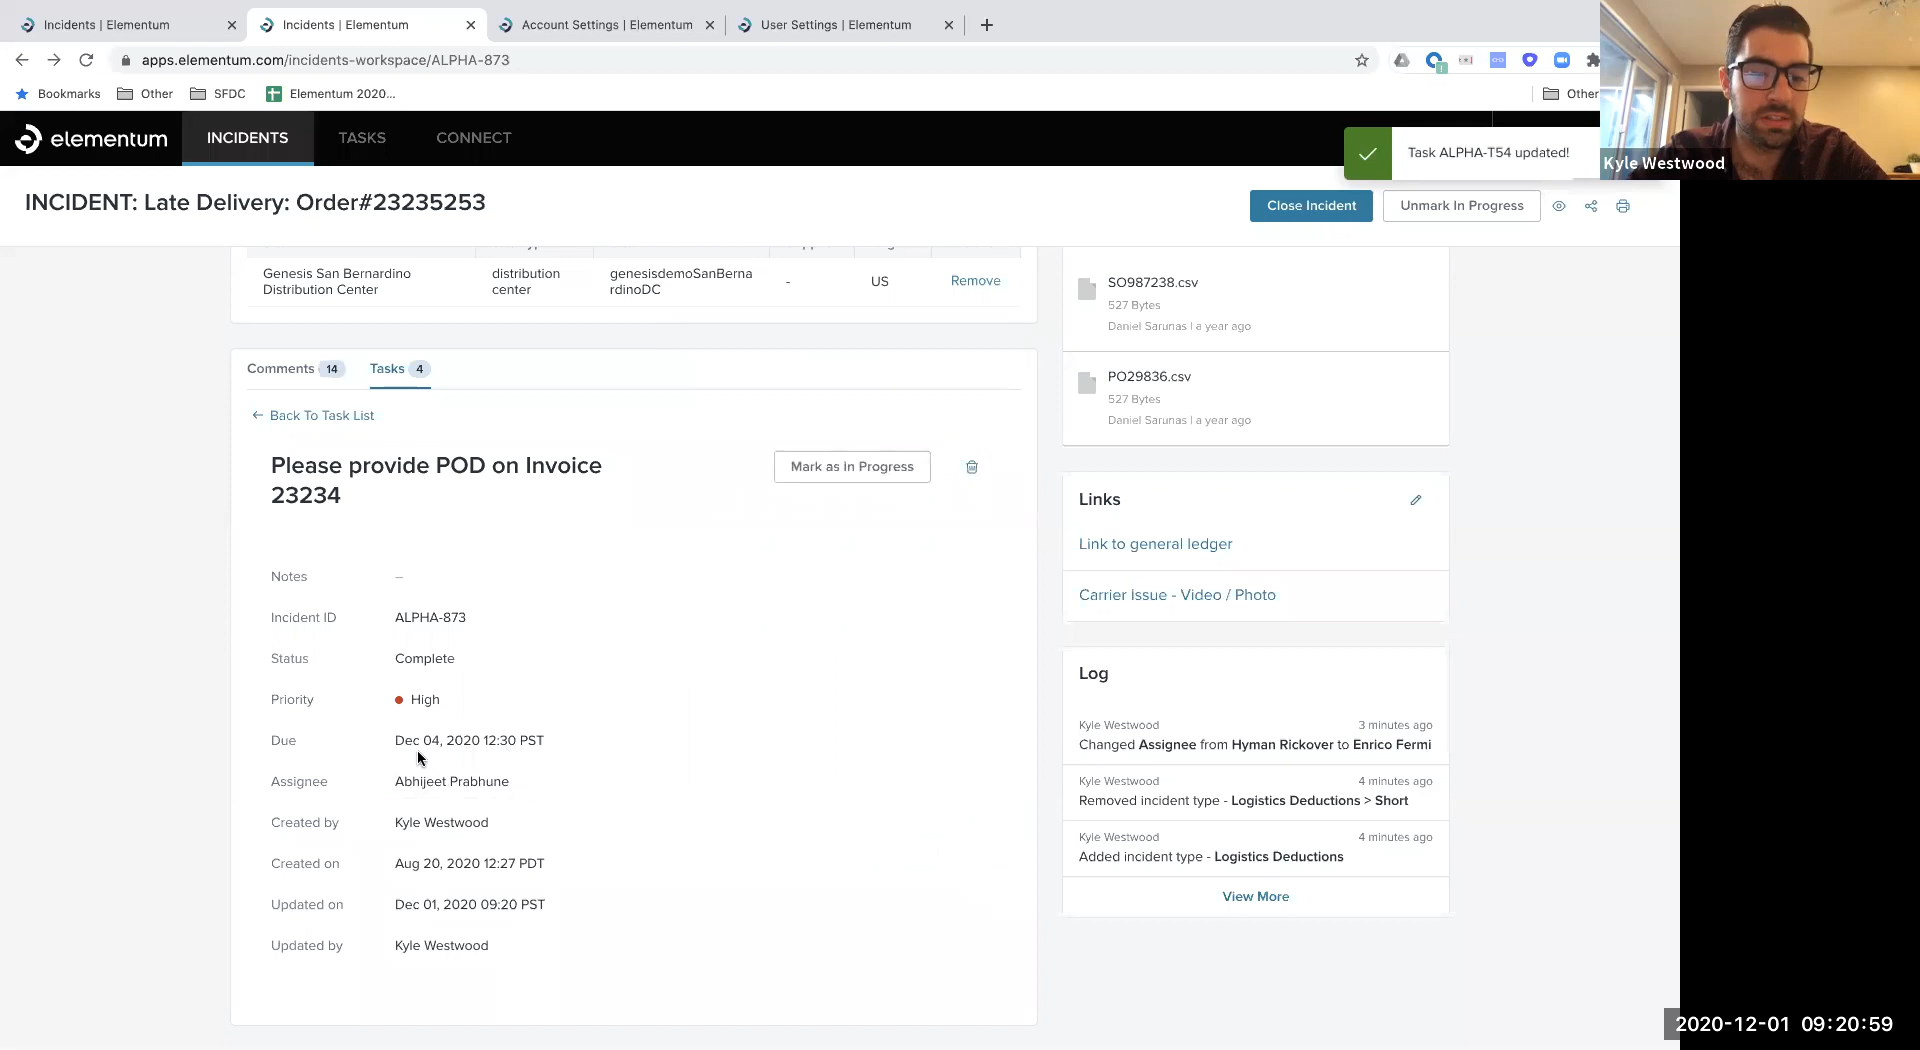 Incidents | Elementum
Incidents | Elementum
Account Settings | Elementum
User Settings | Elementum
apps.elementum.com/incidents-workspace/ALPHA-873
Bookmarks
Other
SFDC
Elementum 2020...
Other
elementum
INCIDENTS
TASKS
CONNECT
Task ALPHA-T54 updated!
Kyle Westwood
INCIDENT: Late Delivery: Order#23235253
Close Incident
Unmark In Progress
Genesis San Bernardino
Distribution Center
distribution
center
genesisdemoSanBerna
rdinoDC
-
US
Remove
Comments 14
Tasks 4
← Back To Task List
Please provide POD on Invoice
23234
Mark as In Progress
Notes –
Incident ID ALPHA-873
Status Complete
Priority High
Due Dec 04, 2020 12:30 PST
Assignee Abhijeet Prabhune
Created by Kyle Westwood
Created on Aug 20, 2020 12:27 PDT
Updated on Dec 01, 2020 09:20 PST
Updated by Kyle Westwood
SO987238.csv
527 Bytes
Daniel Sarunas | a year ago
PO29836.csv
527 Bytes
Daniel Sarunas | a year ago
Links
Link to general ledger
Carrier Issue - Video / Photo
Log
Kyle Westwood 3 minutes ago
Changed Assignee from Hyman Rickover to Enrico Fermi
Kyle Westwood 4 minutes ago
Removed incident type - Logistics Deductions > Short
Kyle Westwood 4 minutes ago
Added incident type - Logistics Deductions
View More
2020-12-01 09:20:59